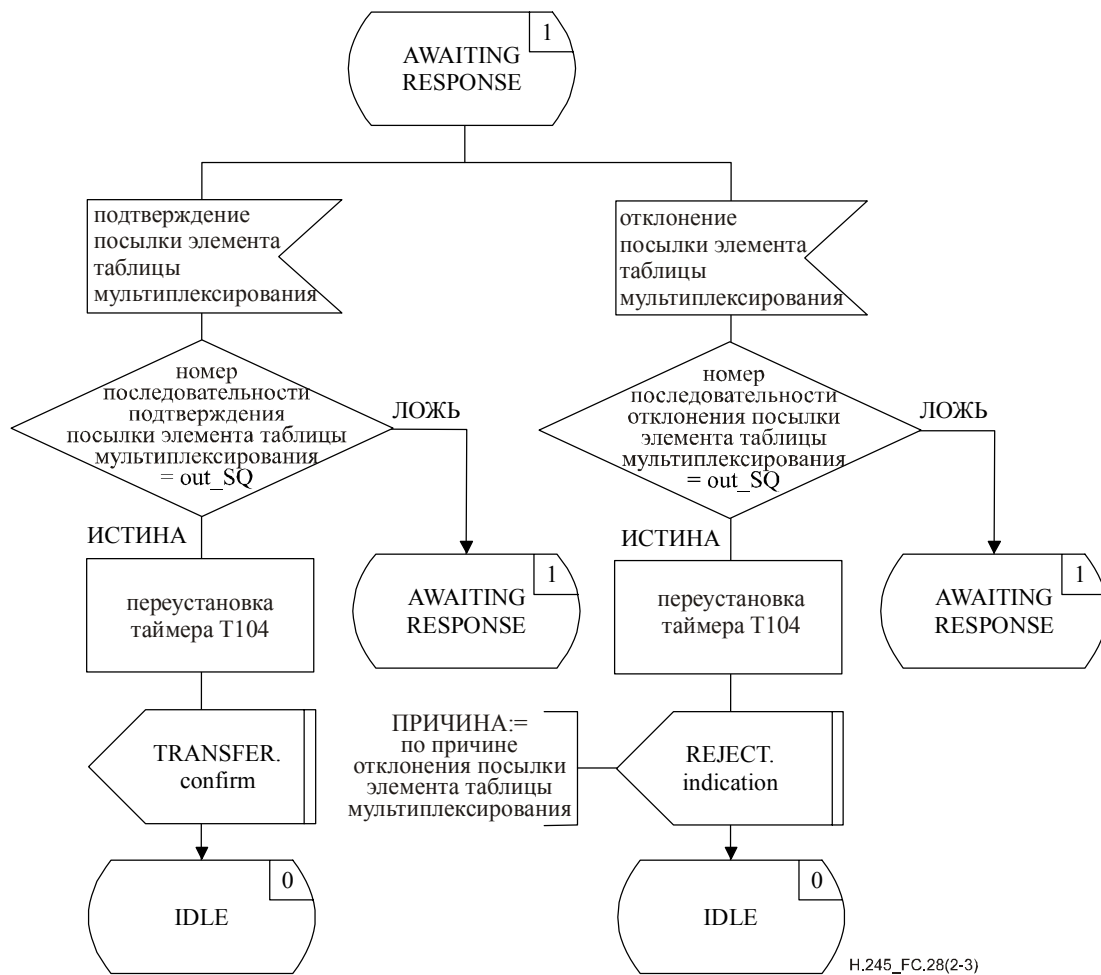 1
AWAITING
RESPONSE
подтверждение
посылки элемента
таблицы
мультиплексирования
отклонение
посылки элемента
таблицы
мультиплексирования
номер
последовательности
подтверждения
посылки элемента таблицы
мультиплексирования
= out_SQ
ЛОЖЬ
номер
последовательности
отклонения посылки
элемента таблицы
мультиплексирования
= out_SQ
ЛОЖЬ
ИСТИНА
ИСТИНА
переустановка
таймера T104
1
AWAITING
RESPONSE
переустановка
таймера T104
1
AWAITING
RESPONSE
TRANSFER.
confirm
ПРИЧИНА:=
по причине
отклонения посылки
элемента таблицы
мультиплексирования
REJECT.
indication
0
IDLE
0
IDLE
H.245_FC.28(2-3)